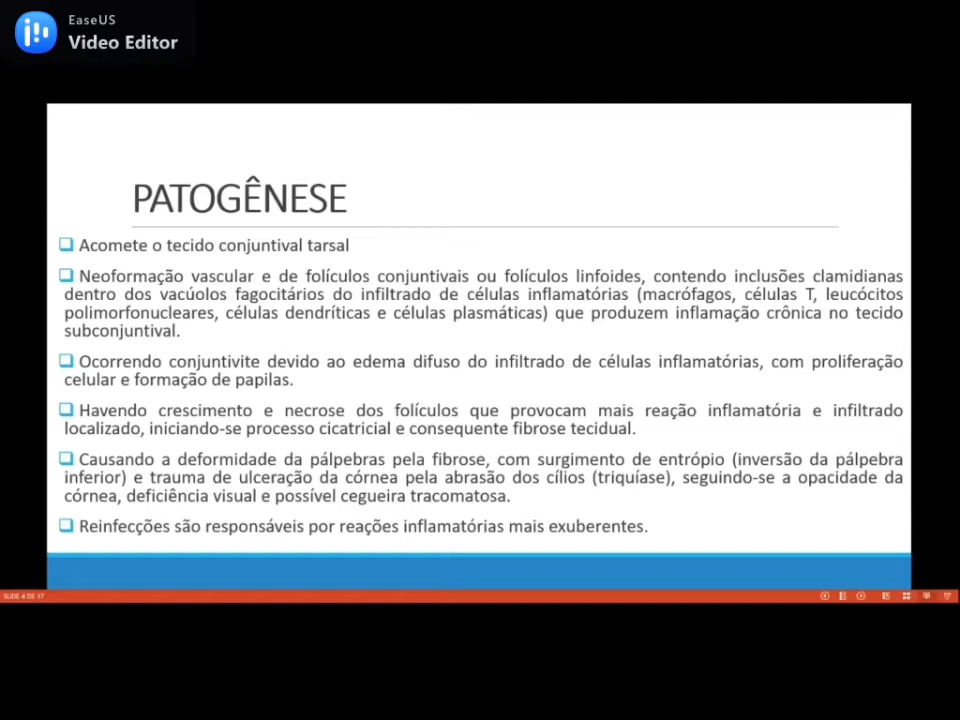 EaseUS
Video Editor
PATOGÊNESE
Acomete o tecido conjuntival tarsal
Neoformação vascular e de folículos conjuntivais ou folículos linfoides, contendo inclusões clamidianas
dentro dos vacúolos fagocitários do infiltrado de células inflamatórias (macrófagos, células T, leucócitos
polimorfonucleares, células dendríticas e células plasmáticas) que produzem inflamação crônica no tecido
subconjuntival.
Ocorrendo conjuntivite devido ao edema difuso do infiltrado de células inflamatórias, com proliferação
celular e formação de papilas.
Havendo crescimento e necrose dos folículos que provocam mais reação inflamatória e infiltrado
localizado, iniciando-se processo cicatricial e consequente fibrose tecidual.
Causando a deformidade da pálpebras pela fibrose, com surgimento de entrópio (inversão da pálpebra
inferior) e trauma de ulceração da córnea pela abrasão dos cílios (triquíase), seguindo-se a opacidade da
córnea, deficiência visual e possível cegueira tracomatosa.
Reinfecções são responsáveis por reações inflamatórias mais exuberentes.
SLIDE 4 DE 17